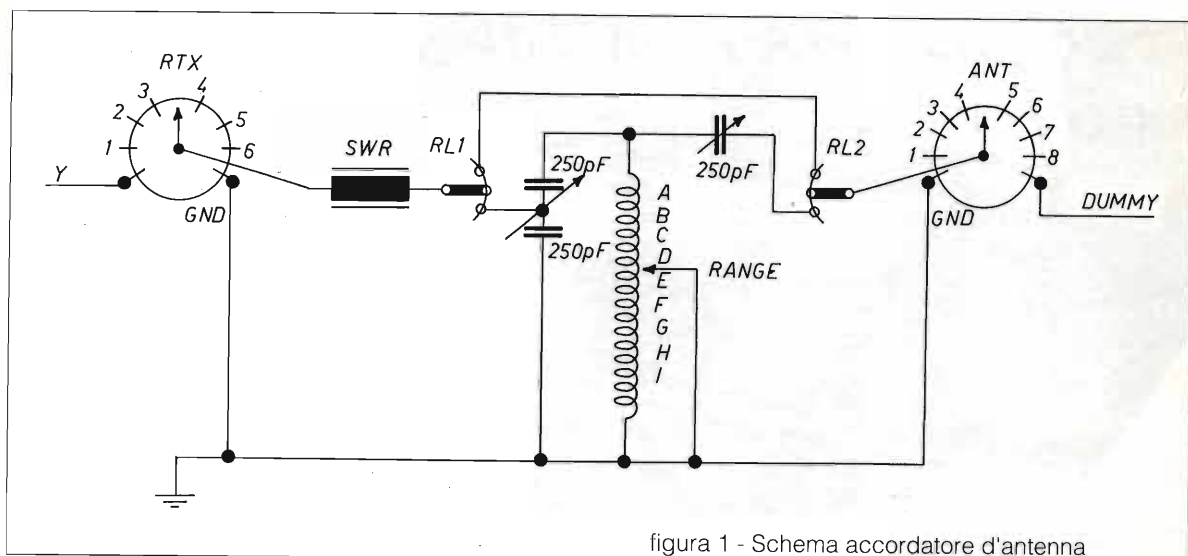 RTX
1
2
3
4
5
6
Y
GND
SWR
RL1
250pF
250pF
250pF
A
B
C
D
E
F
G
H
I
RANGE
RL2
ANT
1
2
3
4
5
6
7
8
GND
DUMMY
figura 1 - Schema accordatore d'antenna